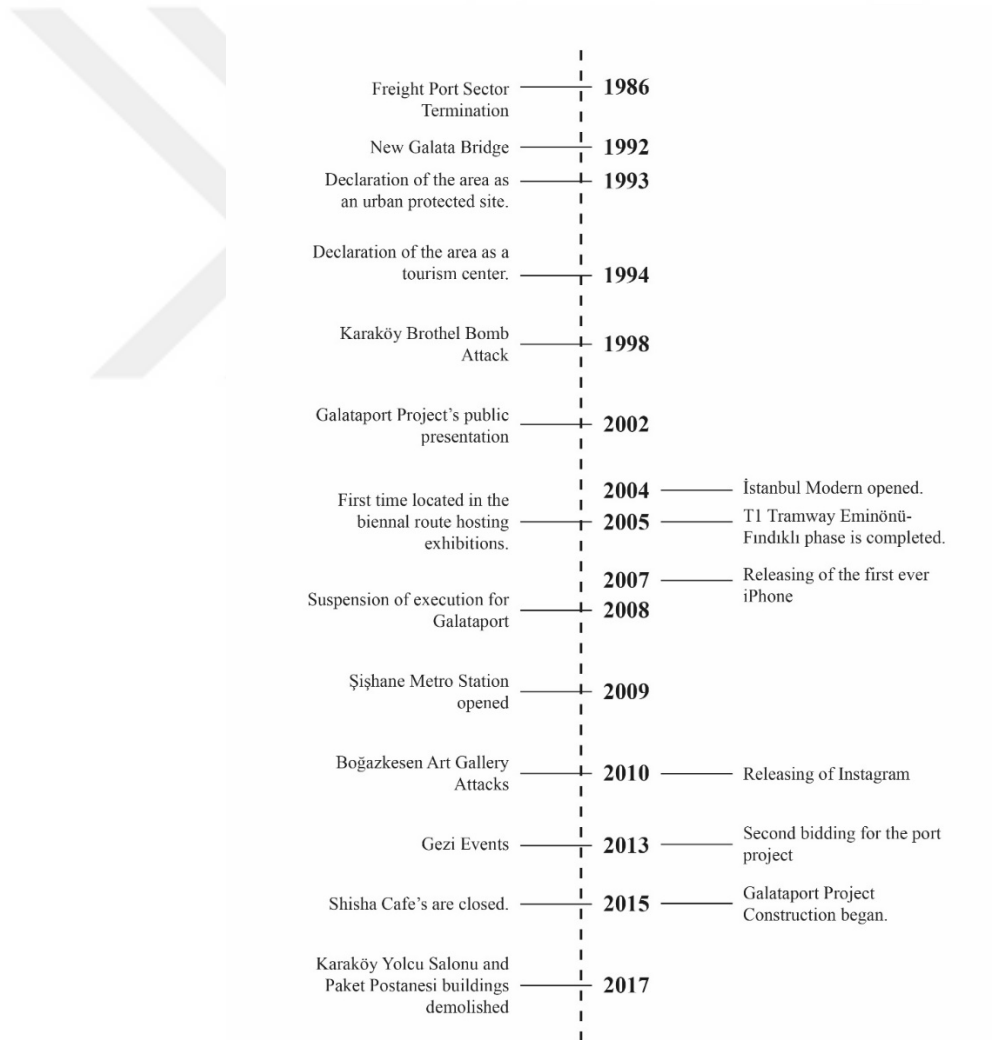 Freight Port Sector
Termination
1986
New Galata Bridge
1992
Declaration of the area as
an urban protected site.
1993
Declaration of the area as a
tourism center.
1994
Karaköy Brothel Bomb
Attack
1998
Galataport Project's public
presentation
2002
2004
İstanbul Modern opened.
First time located in the
biennal route hosting
exhibitions.
2005
T1 Tramway Eminönü-
Fındıklı phase is completed.
2007
Releasing of the first ever
iPhone
Suspension of execution for
Galataport
2008
Şişhane Metro Station
opened
2009
Boğazkesen Art Gallery
Attacks
2010
Releasing of Instagram
Gezi Events
2013
Second bidding for the port
project
Shisha Cafe's are closed.
2015
Galataport Project
Construction began.
Karaköy Yolcu Salonu and
Paket Postanesi buildings
demolished
2017